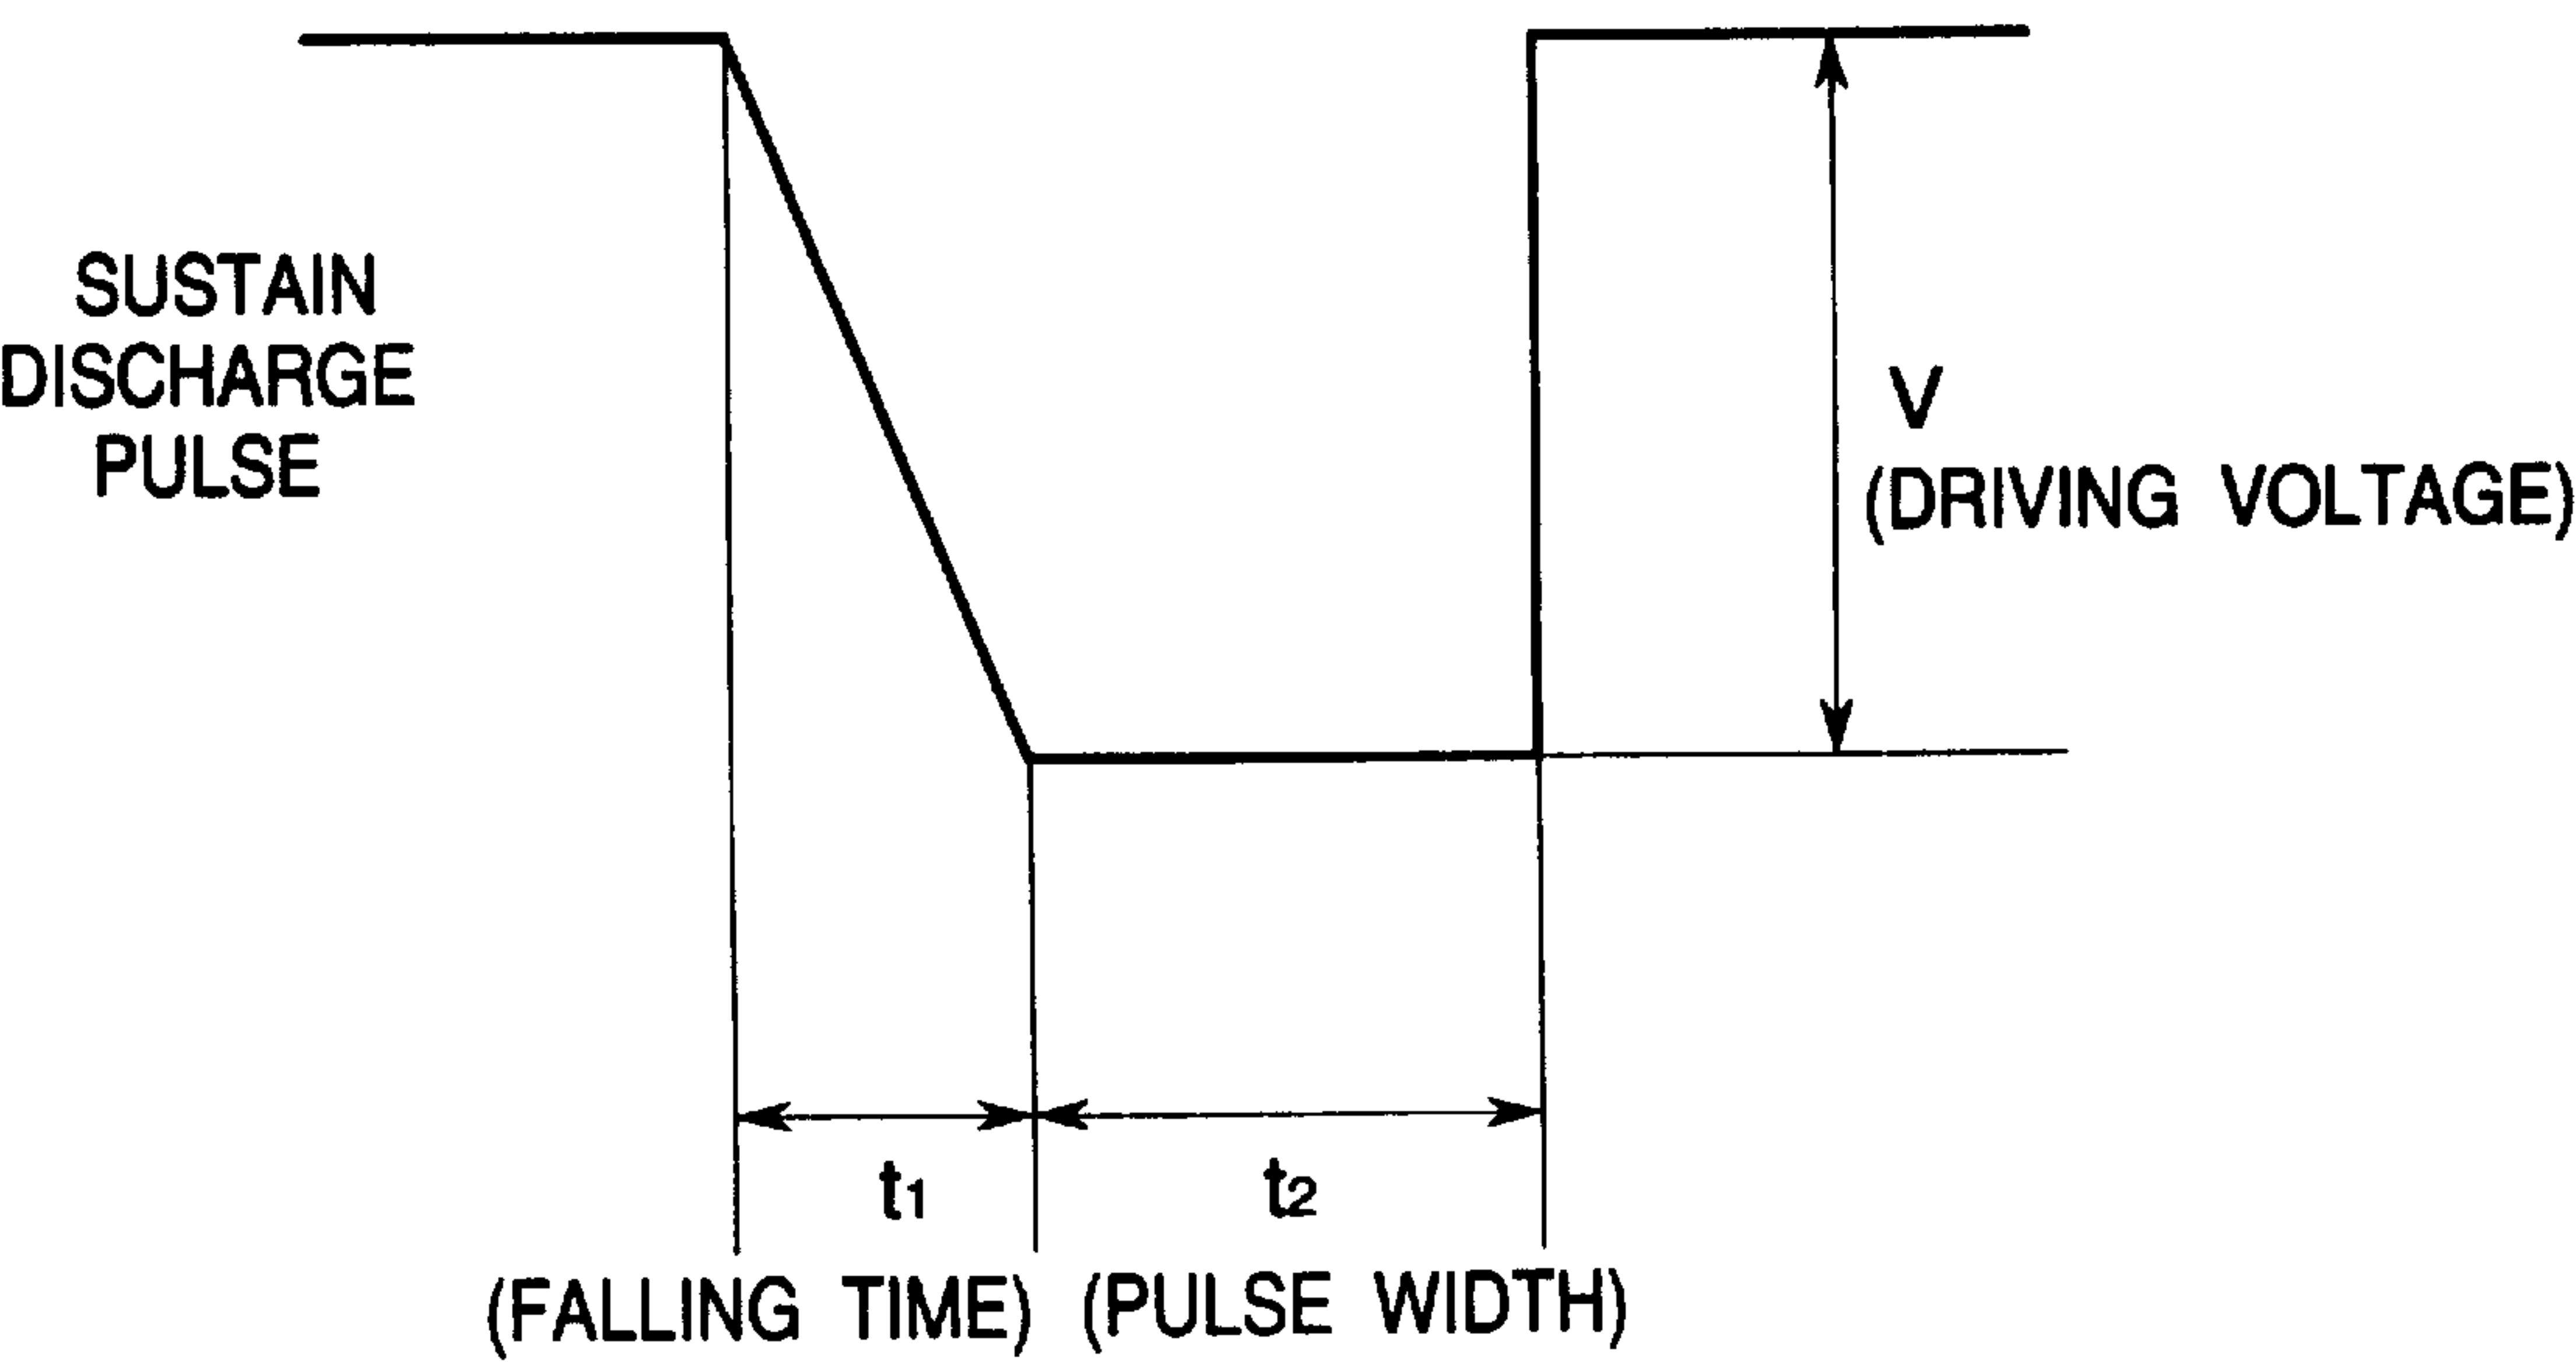 SUSTAIN
DISCHARGE
PULSE
V
(DRIVING VOLTAGE)
t1
t2
(FALLING TIME) (PULSE WIDTH)